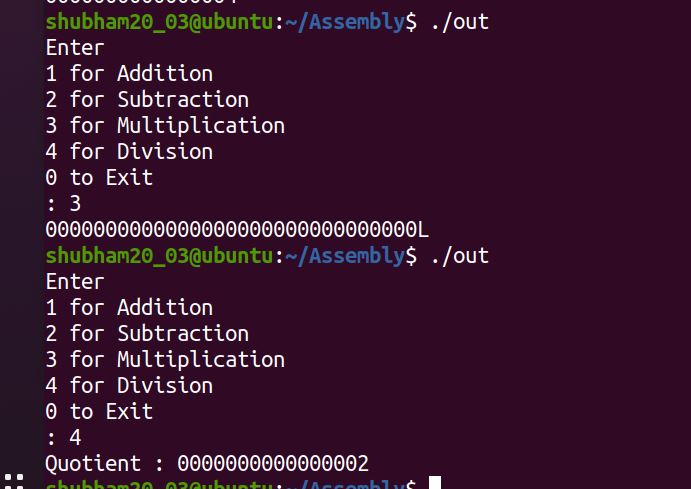 shubham20_03@ubuntu:~/Assembly$ ./out
Enter
1 for Addition
2 for Subtraction
3 for Multiplication
4 for Division
0 to Exit
: 3
0000000000000000000000000000000L
shubham20_03@ubuntu:~/Assembly$ ./out
Enter
1 for Addition
2 for Subtraction
3 for Multiplication
4 for Division
0 to Exit
: 4
Quotient : 0000000000000002
shubham20_03@ubuntu:~/Assembly$